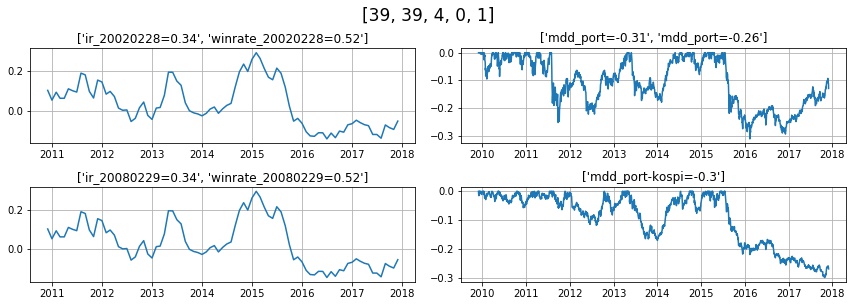 [39, 39, 4, 0, 1]
['ir_20020228=0.34', 'winrate_20020228=0.52']
0.2
0.0
2011 2012 2013 2014 2015 2016 2017 2018
['mdd_port=-0.31', 'mdd_port=-0.26']
0.0
−0.1
−0.2
−0.3
2010 2011 2012 2013 2014 2015 2016 2017 2018
['ir_20080229=0.34', 'winrate_20080229=0.52']
0.2
0.0
2011 2012 2013 2014 2015 2016 2017 2018
['mdd_port-kospi=-0.3']
0.0
−0.1
−0.2
−0.3
2010 2011 2012 2013 2014 2015 2016 2017 2018